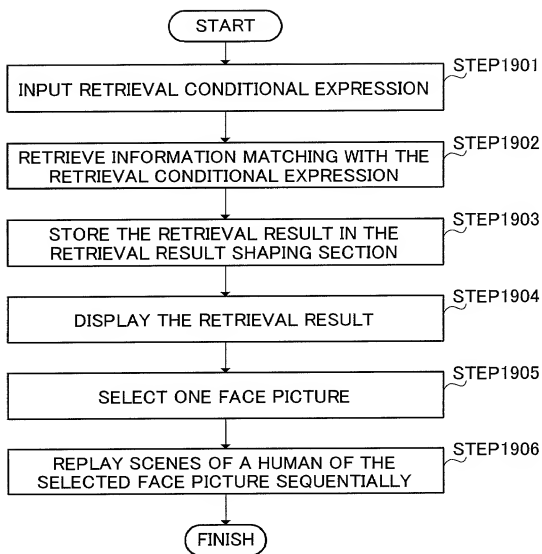 START
STEP1901
INPUT RETRIEVAL CONDITIONAL EXPRESSION
STEP1902
RETRIEVE INFORMATION MATCHING WITH THE
RETRIEVAL CONDITIONAL EXPRESSION
STEP1903
STORE THE RETRIEVAL RESULT IN THE
RETRIEVAL RESULT SHAPING SECTION
STEP1904
DISPLAY THE RETRIEVAL RESULT
STEP1905
SELECT ONE FACE PICTURE
STEP1906
REPLAY SCENES OF A HUMAN OF THE
SELECTED FACE PICTURE SEQUENTIALLY
FINISH